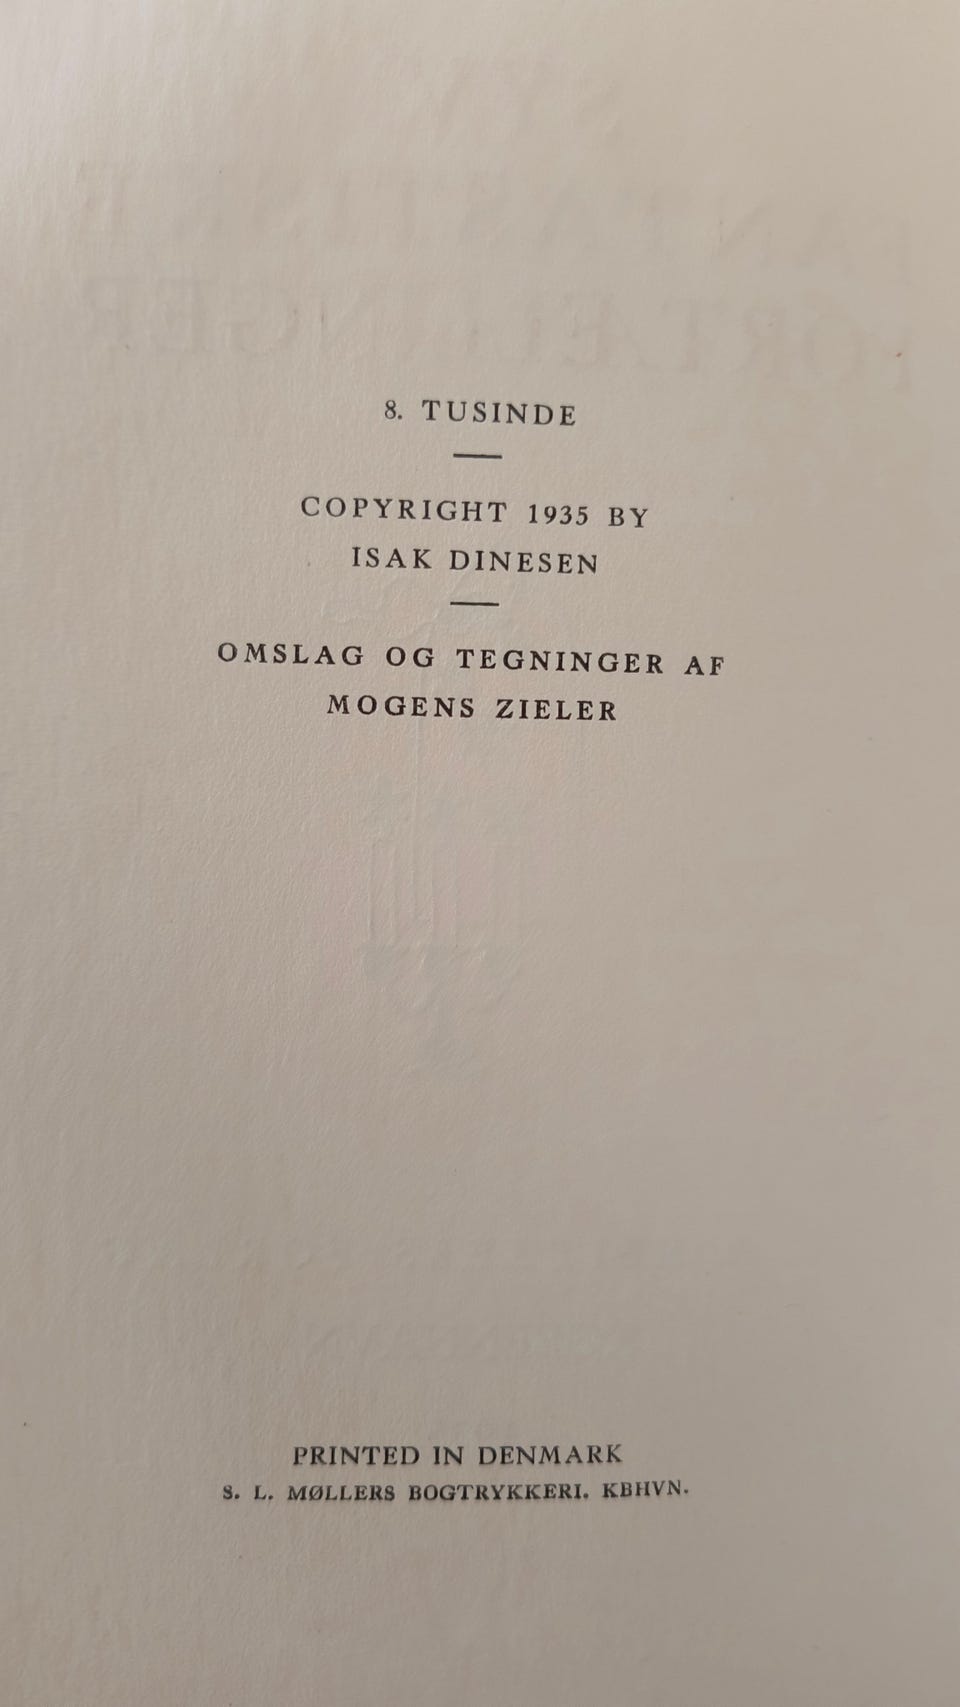 8. TUSINDE
COPYRIGHT 1935 BY
ISAK DINESEN
OMSLAG OG TEGNINGER AF
MOGENS ZIELER
PRINTED IN DENMARK
S. L. MØLLERS BOGTRYKKERI. KBHVN.